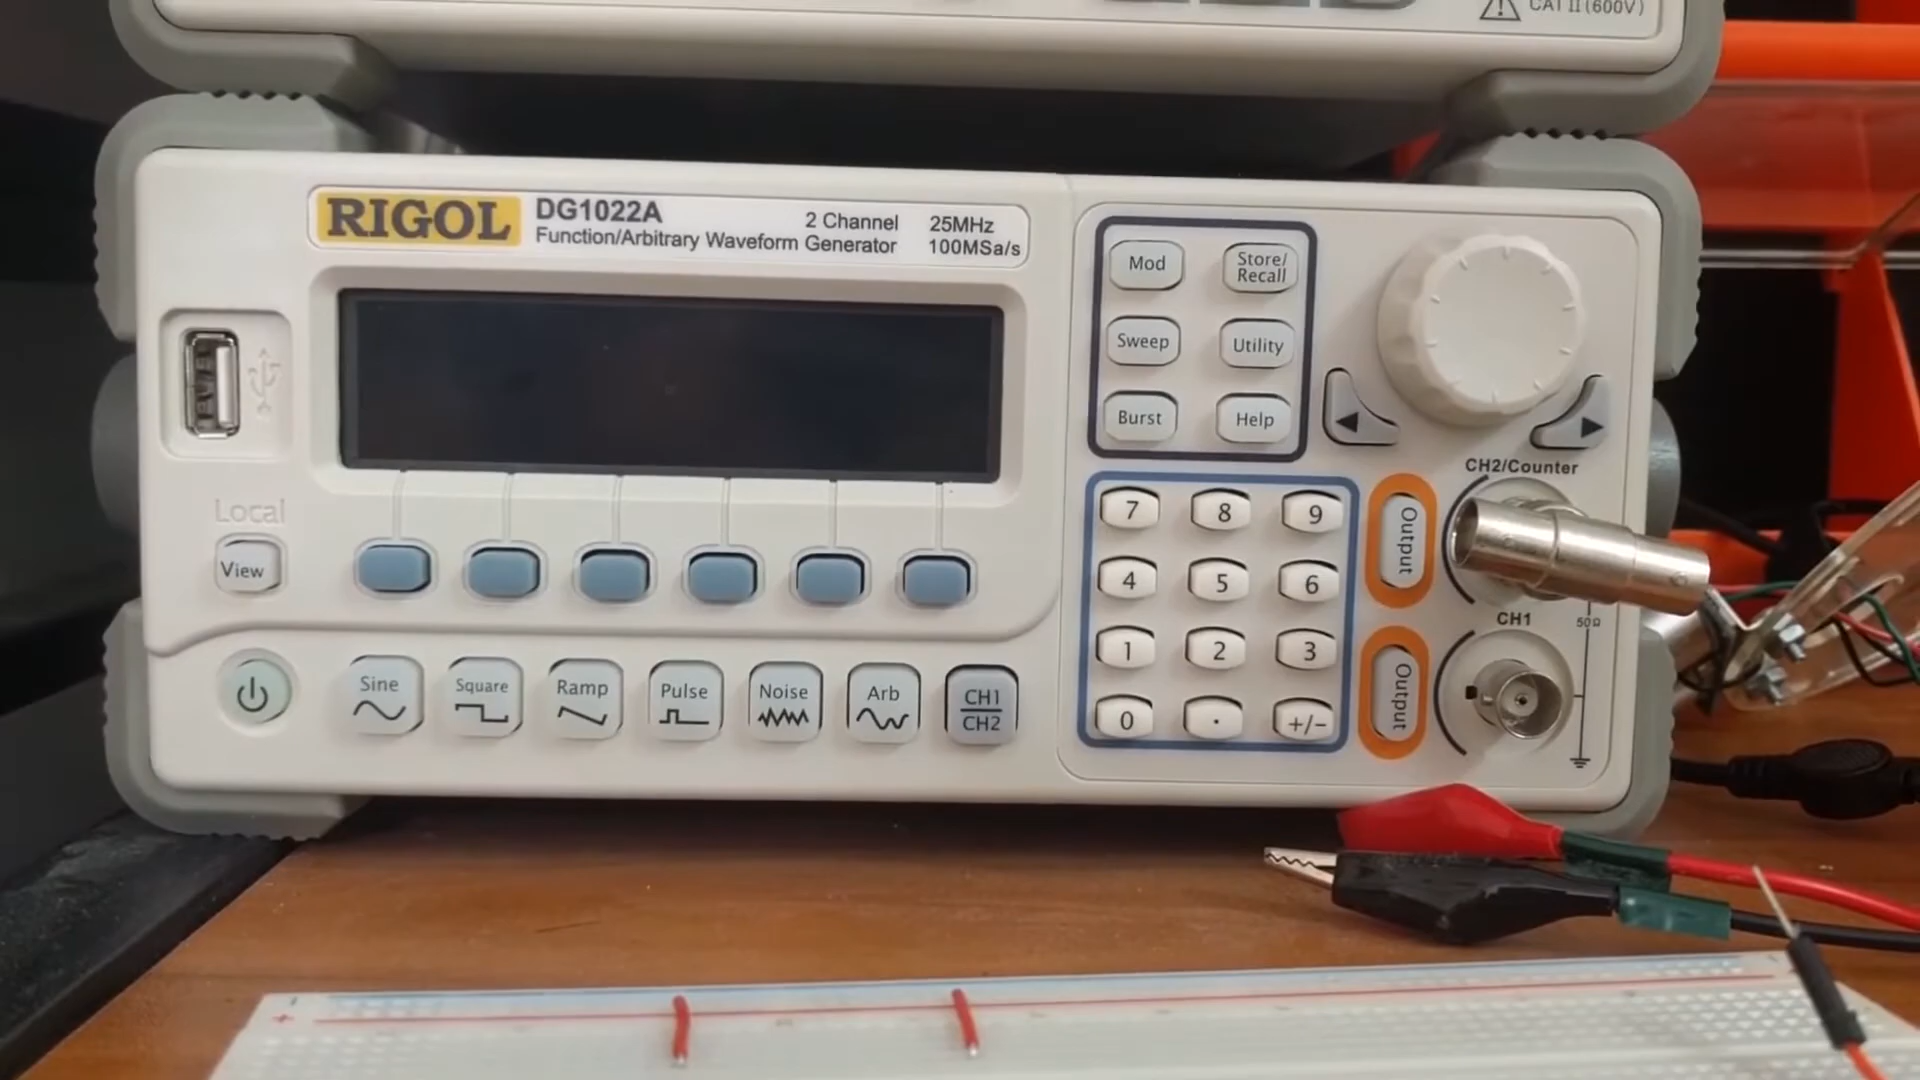 CAT II (600V)
RIGOL
DG1022A
2 Channel
25MHz
Function/Arbitrary Waveform Generator
100MSa/s
Mod
Store/
Recall
Sweep
Utility
Burst
Help
CH2/Counter
Local
View
7
8
9
Output
4
5
6
CH1
50Ω
1
2
3
Output
0
.
+/-
Sine
Square
Ramp
Pulse
Noise
Arb
CH1
CH2
+